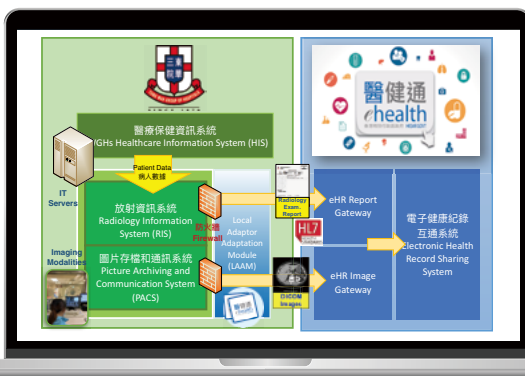 東華三院
醫療保健資訊系統
/GHs Healthcare Information System (HIS)
Patient Data
病人數據
IT
Servers
放射資訊系統
Radiology Information
System (RIS)
防火牆
Firewall
Local
Adaptor
Adaptation
Module
(LAAM)
Imaging
Modalities
圖片存檔和通訊系統
Picture Archiving and
Communication System
(PACS)
醫健通
ehealth
Radiology
Exam.
Report
HL7
DICOM
Images
eHR Report
Gateway
eHR Image
Gateway
電子健康紀錄
互通系統
Electronic Health
Record Sharing
System